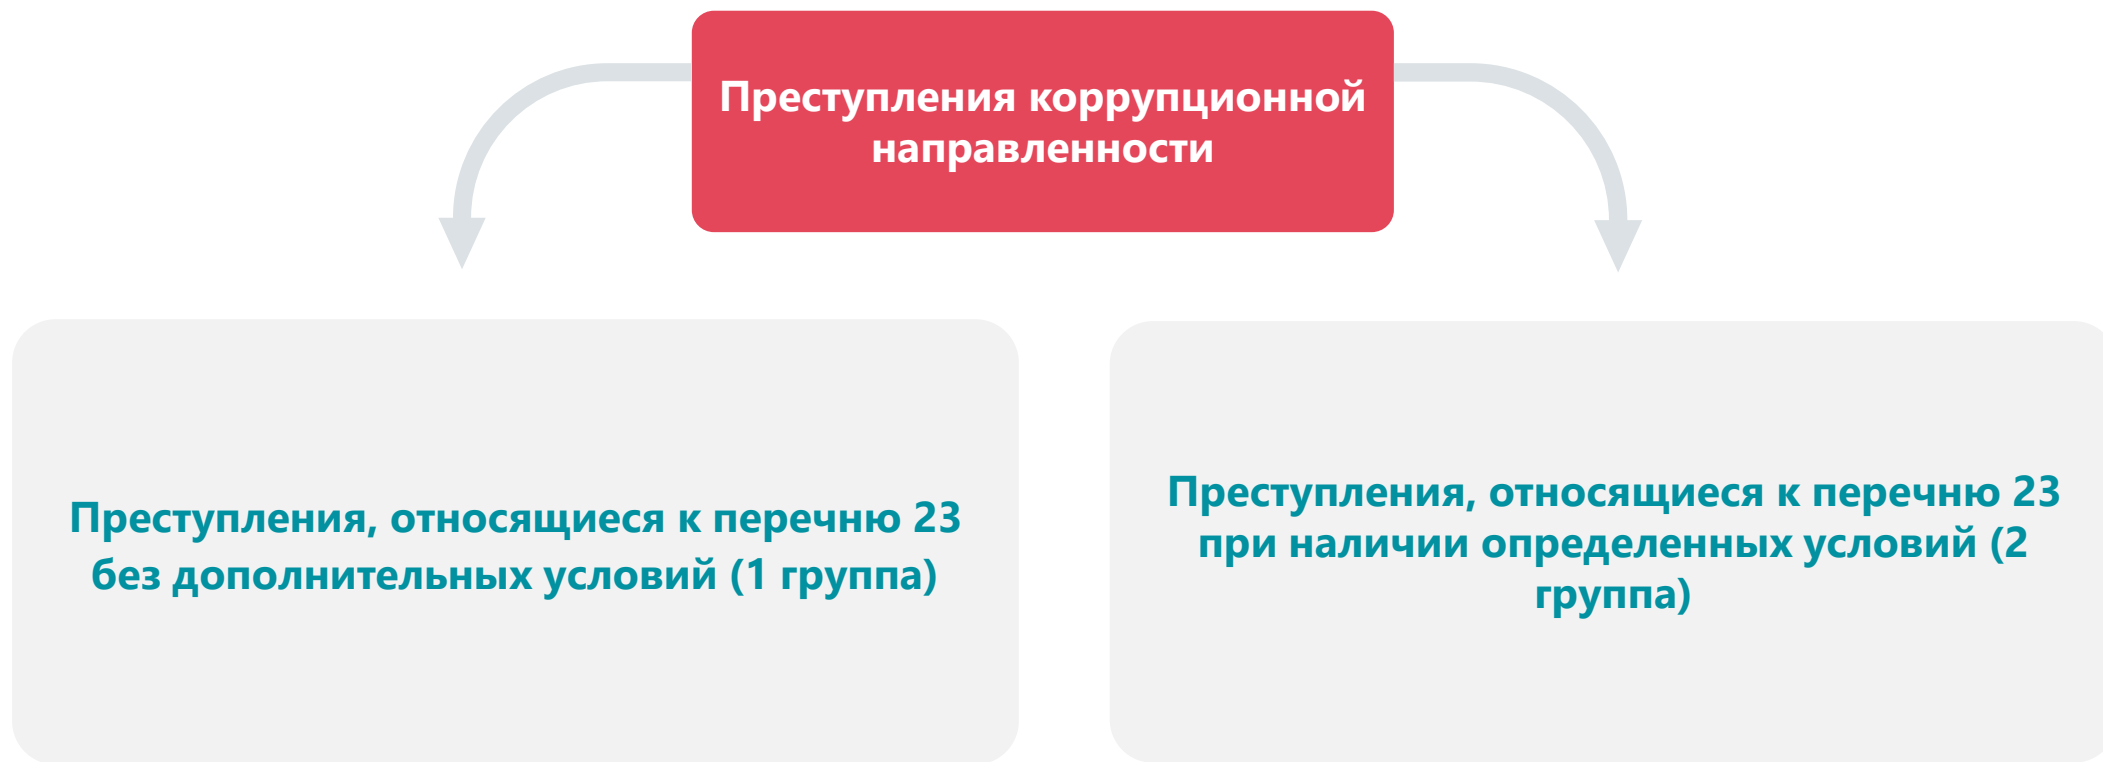 Преступления коррупционной
направленности
Преступления, относящиеся к перечню 23
без дополнительных условий (1 группа)
Преступления, относящиеся к перечню 23
при наличии определенных условий (2
группа)